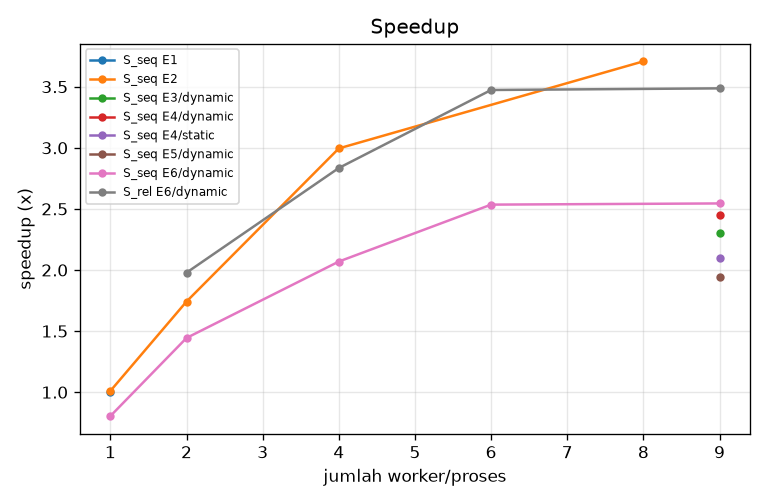 Speedup
S_seq E1
S_seq E2
S_seq E3/dynamic
S_seq E4/dynamic
S_seq E4/static
S_seq E5/dynamic
S_seq E6/dynamic
S_rel E6/dynamic
speedup (x)
3.5
3.0
2.5
2.0
1.5
1.0
1 2 3 4 5 6 7 8 9
jumlah worker/proses